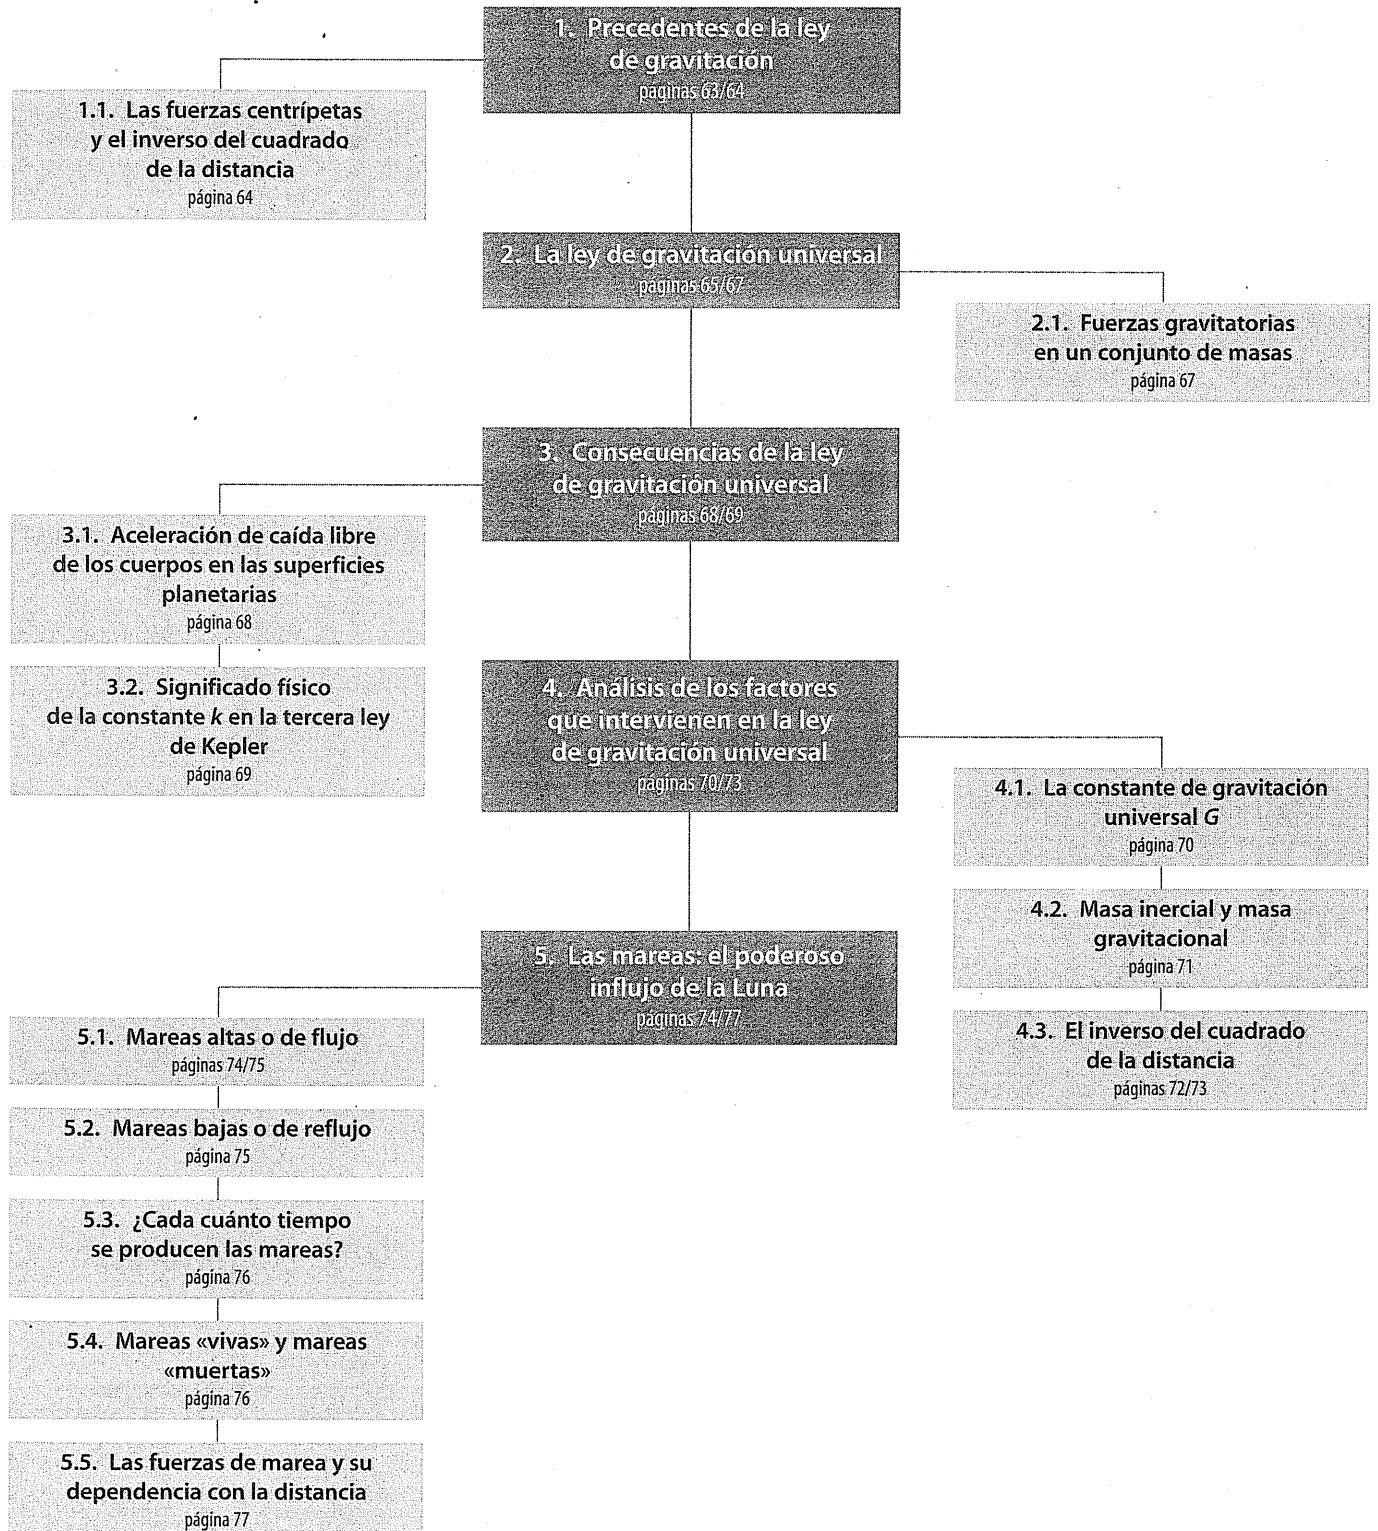 1. Precedentes de la ley
de gravitación
paginas 63/64
1.1. Las fuerzas centrípetas
y el inverso del cuadrado
de la distancia
página 64
2. La ley de gravitación universal
páginas 65/67
2.1. Fuerzas gravitatorias
en un conjunto de masas
página 67
3. Consecuencias de la ley
de gravitación universal
páginas 68/69
3.1. Aceleración de caída libre
de los cuerpos en las superficies
planetarias
página 68
3.2. Significado físico
de la constante k en la tercera ley
de Kepler
página 69
4. Análisis de los factores
que intervienen en la ley
de gravitación universal
páginas 70/73
4.1. La constante de gravitación
universal G
página 70
4.2. Masa inercial y masa
gravitacional
página 71
4.3. El inverso del cuadrado
de la distancia
páginas 72/73
5. Las mareas: el poderoso
influjo de la Luna
páginas 74/77
5.1. Mareas altas o de flujo
páginas 74/75
5.2. Mareas bajas o de reflujo
página 75
5.3. ¿Cada cuánto tiempo
se producen las mareas?
página 76
5.4. Mareas «vivas» y mareas
«muertas»
página 76
5.5. Las fuerzas de marea y su
dependencia con la distancia
página 77